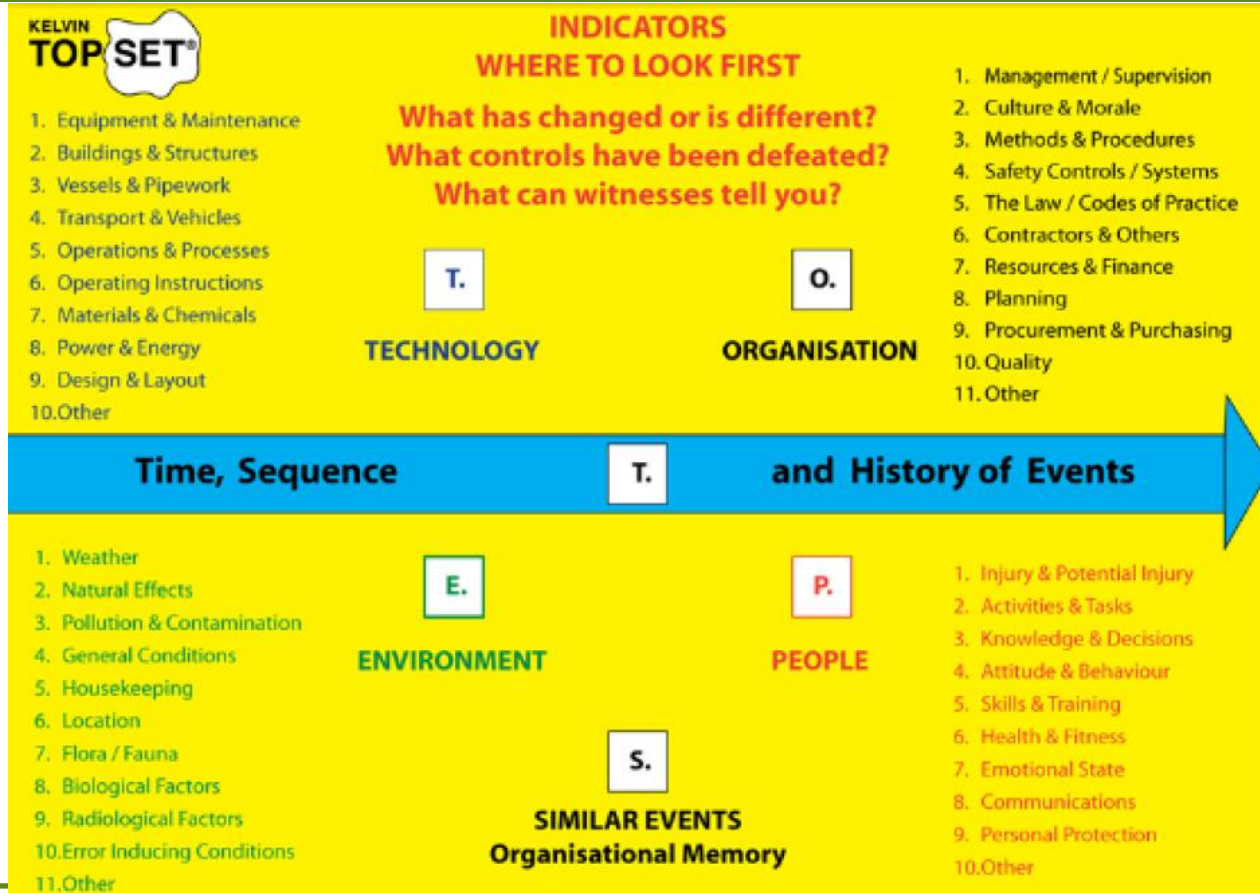 KELVIN
TOP SET®
INDICATORS
WHERE TO LOOK FIRST
What has changed or is different?
What controls have been defeated?
What can witnesses tell you?
1. Equipment & Maintenance
2. Buildings & Structures
3. Vessels & Pipework
4. Transport & Vehicles
5. Operations & Processes
6. Operating Instructions
7. Materials & Chemicals
8. Power & Energy
9. Design & Layout
10.Other
T.
TECHNOLOGY
O.
ORGANISATION
1. Management / Supervision
2. Culture & Morale
3. Methods & Procedures
4. Safety Controls / Systems
5. The Law / Codes of Practice
6. Contractors & Others
7. Resources & Finance
8. Planning
9. Procurement & Purchasing
10. Quality
11. Other
Time, Sequence T. and History of Events
1. Weather
2. Natural Effects
3. Pollution & Contamination
4. General Conditions
5. Housekeeping
6. Location
7. Flora / Fauna
8. Biological Factors
9. Radiological Factors
10.Error Inducing Conditions
11.Other
E.
ENVIRONMENT
P.
PEOPLE
1. Injury & Potential Injury
2. Activities & Tasks
3. Knowledge & Decisions
4. Attitude & Behaviour
5. Skills & Training
6. Health & Fitness
7. Emotional State
8. Communications
9. Personal Protection
10.Other
S.
SIMILAR EVENTS
Organisational Memory